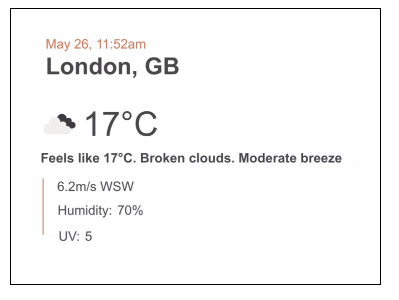 May 26, 11:52am
London, GB
17°C
Feels like 17°C. Broken clouds. Moderate breeze
6.2m/s WSW
Humidity: 70%
UV: 5